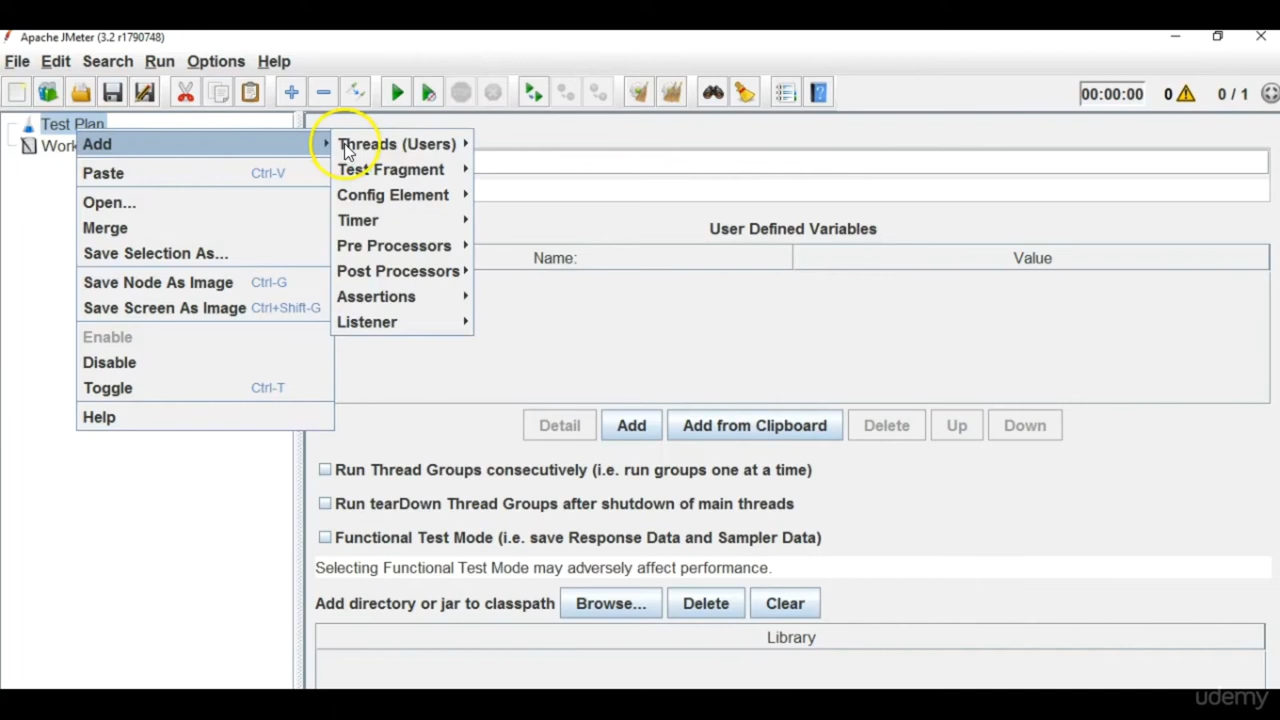 Apache JMeter (3.2 r1790748)
File Edit Search Run Options Help
00:00:00 0 0 / 1
Test Plan
Work
Add
Paste Ctrl-V
Open...
Merge
Save Selection As...
Save Node As Image Ctrl-G
Save Screen As Image Ctrl+Shift-G
Enable
Disable
Toggle Ctrl-T
Help
Threads (Users)
Test Fragment
Config Element
Timer
Pre Processors
Post Processors
Assertions
Listener
User Defined Variables
Name: Value
Detail Add Add from Clipboard Delete Up Down
Run Thread Groups consecutively (i.e. run groups one at a time)
Run tearDown Thread Groups after shutdown of main threads
Functional Test Mode (i.e. save Response Data and Sampler Data)
Selecting Functional Test Mode may adversely affect performance.
Add directory or jar to classpath Browse... Delete Clear
Library
udemy